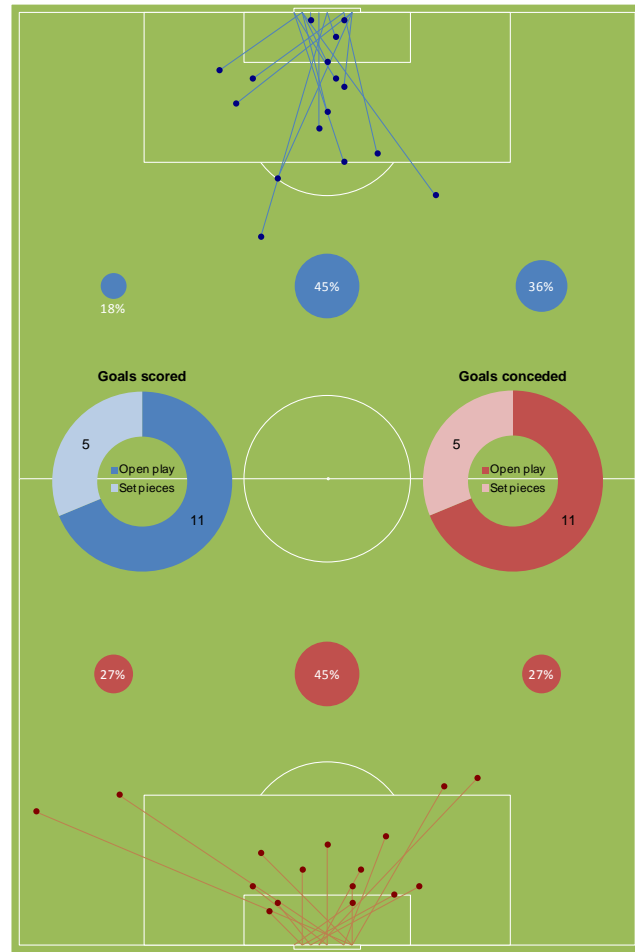 45%
36%
18%
Goals scored
Goals conceded
5
5
Open play
Open play
Set pieces
Set pieces
11
11
27%
45%
27%